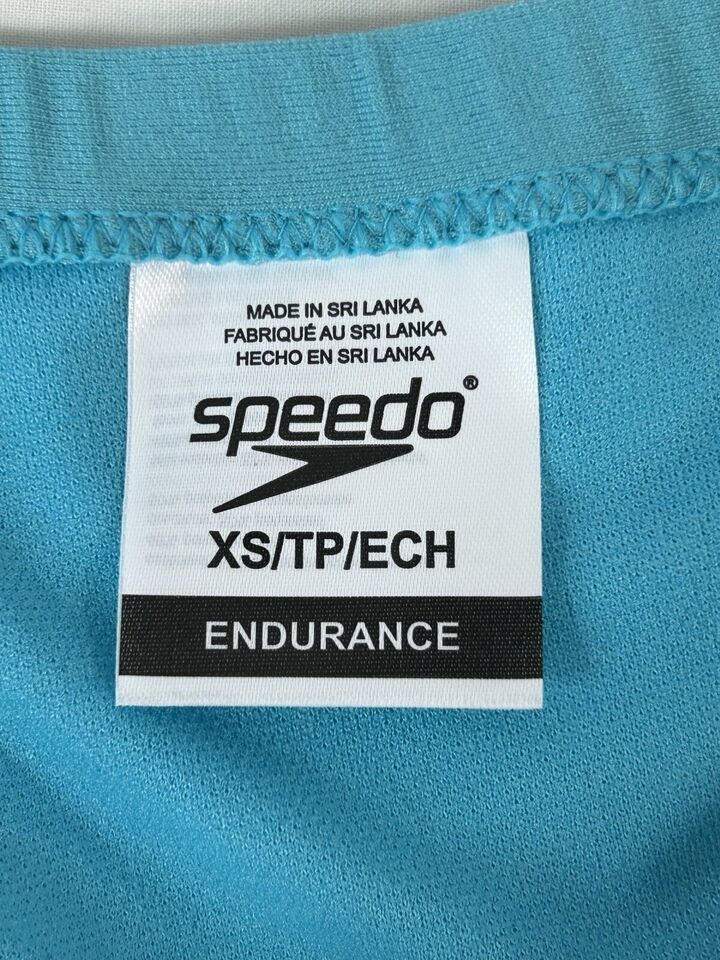 MADE IN SRI LANKA
FABRIQUÉ AU SRI LANKA
HECHO EN SRI LANKA
speedo®
XS/TP/ECH
ENDURANCE